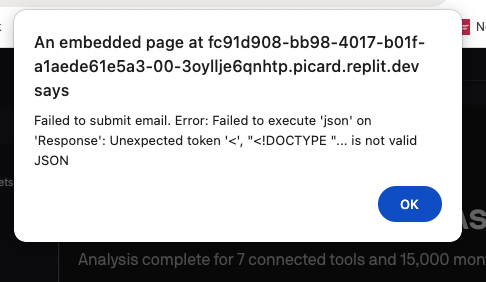 An embedded page at fc91d908-bb98-4017-b01f-
a1aede61e5a3-00-3oyllje6qnhtp.picard.replit.dev
says
Failed to submit email. Error: Failed to execute 'json' on
'Response': Unexpected token '<', "<!DOCTYPE "... is not valid
JSON
OK
ets
Analysis complete for 7 connected tools and 15,000 mon